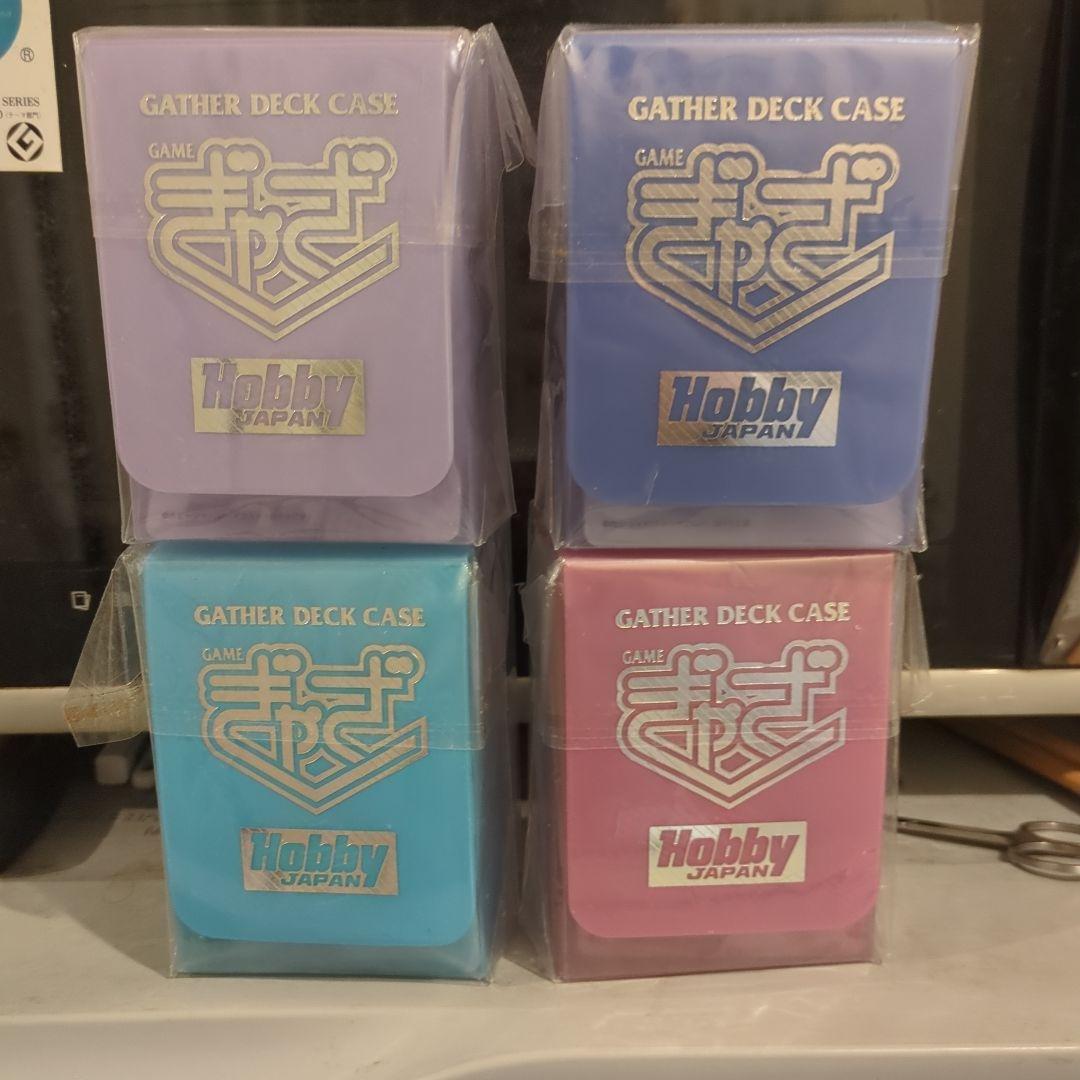 ®
SERIES
GATHER DECK CASE
GAME
ぎゃざ
Hobby
JAPAN
GATHER DECK CASE
GAME
ぎゃざ
Hobby
JAPAN
GATHER DECK CASE
GAME
ぎゃざ
Hobby
JAPAN
GATHER DECK CASE
GAME
ぎゃざ
Hobby
JAPAN